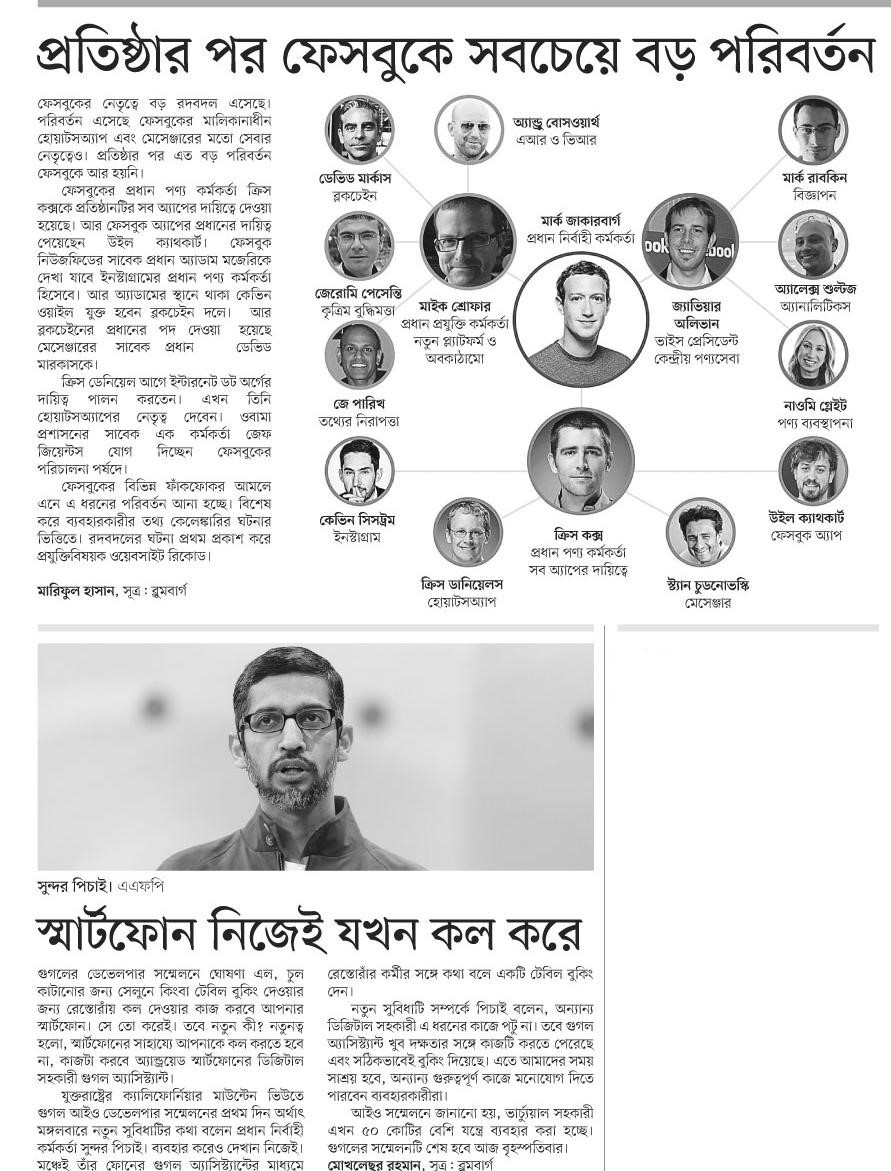 প্রতিষ্ঠার পর ফেসবুকে সবচেয়ে বড় পরিবর্তন
ফেসবুকের নেতৃত্বে বড় রদবদল এসেছে।
পরিবর্তন এসেছে ফেসবুকের মালিকানাধীন
হোয়াটসঅ্যাপ এবং মেসেঞ্জারের মতো সেবার
নেতৃত্বেও। প্রতিষ্ঠার পর এত বড় পরিবর্তন
ফেসবুকে আর হয়নি।
ফেসবুকের প্রধান পণ্য কর্মকর্তা ক্রিস
কক্সকে প্রতিষ্ঠানটির সব অ্যাপের দায়িত্বে দেওয়া
হয়েছে। আর ফেসবুক অ্যাপের প্রধানের দায়িত্ব
পেয়েছেন উইল ক্যাথকার্ট। ফেসবুক
নিউজফিডের সাবেক প্রধান অ্যাডাম মজেরিকে
দেখা যাবে ইনস্টাগ্রামের প্রধান পণ্য কর্মকর্তা
হিসেবে। আর অ্যাডামের স্থানে থাকা কেভিন
ওয়াইল যুক্ত হবেন ব্লকচেইন দলে। আর
ব্লকচেইনের প্রধানের পদ দেওয়া হয়েছে
মেসেঞ্জারের সাবেক প্রধান ডেভিড
মারকাসকে।
ক্রিস ডেনিয়েল আগে ইন্টারনেট ডট অর্গের
দায়িত্ব পালন করতেন। এখন তিনি
হোয়াটসঅ্যাপের নেতৃত্ব দেবেন। ওবামা
প্রশাসনের সাবেক এক কর্মকর্তা জেফ
জিয়েন্টস যোগ দিচ্ছেন ফেসবুকের
পরিচালনা পর্ষদে।
ফেসবুকের বিভিন্ন ফাঁকফোকর আমলে
এনে এ ধরনের পরিবর্তন আনা হচ্ছে। বিশেষ
করে ব্যবহারকারীর তথ্য কেলেঙ্কারির ঘটনার
ভিত্তিতে। রদবদলের ঘটনা প্রথম প্রকাশ করে
প্রযুক্তিবিষয়ক ওয়েবসাইট রিকোড।
মারিফুল হাসান, সূত্র : ব্লুমবার্গ
অ্যান্ড্রু বোসওয়ার্থ
এআর ও ভিআর
ডেভিড মার্কাস
ব্লকচেইন
মার্ক রাবকিন
বিজ্ঞাপন
মার্ক জাকারবার্গ
প্রধান নির্বাহী কর্মকর্তা
জেরোমি পেসেন্তি
কৃত্রিম বুদ্ধিমত্তা
মাইক শ্রোফার
প্রধান প্রযুক্তি কর্মকর্তা
নতুন প্ল্যাটফর্ম ও
অবকাঠামো
জ্যাভিয়ার
অলিভান
ভাইস প্রেসিডেন্ট
কেন্দ্রীয় পণ্যসেবা
অ্যালেক্স শুল্টজ
অ্যানালিটিকস
জে পারিখ
তথ্যের নিরাপত্তা
নাওমি গ্লেইট
পণ্য ব্যবস্থাপনা
কেভিন সিসট্রম
ইনস্টাগ্রাম
ক্রিস কক্স
প্রধান পণ্য কর্মকর্তা
সব অ্যাপের দায়িত্বে
উইল ক্যাথকার্ট
ফেসবুক অ্যাপ
ক্রিস ডানিয়েলস
হোয়াটসঅ্যাপ
স্ট্যান চুডনোভস্কি
মেসেঞ্জার
সুন্দর পিচাই। এএফপি
স্মার্টফোন নিজেই যখন কল করে
গুগলের ডেভেলপার সম্মেলনে ঘোষণা এল, চুল
কাটানোর জন্য সেলুনে কিংবা টেবিল বুকিং দেওয়ার
জন্য রেস্তোরাঁয় কল দেওয়ার কাজ করবে আপনার
স্মার্টফোন। সে তো করেই। তবে নতুন কী? নতুনত্ব
হলো, স্মার্টফোনের সাহায্যে আপনাকে কল করতে হবে
না, কাজটা করবে অ্যান্ড্রয়েড স্মার্টফোনের ডিজিটাল
সহকারী গুগল অ্যাসিস্ট্যান্ট।
যুক্তরাষ্ট্রের ক্যালিফোর্নিয়ার মাউন্টেন ভিউতে
গুগল আইও ডেভেলপার সম্মেলনের প্রথম দিন অর্থাৎ
মঙ্গলবারে নতুন সুবিধাটির কথা বলেন প্রধান নির্বাহী
কর্মকর্তা সুন্দর পিচাই। ব্যবহার করেও দেখান নিজেই।
মঞ্চেই তাঁর ফোনের গুগল অ্যাসিস্ট্যান্টের মাধ্যমে
রেস্তোরাঁর কর্মীর সঙ্গে কথা বলে একটি টেবিল বুকিং
দেন।
নতুন সুবিধাটি সম্পর্কে পিচাই বলেন, অন্যান্য
ডিজিটাল সহকারী এ ধরনের কাজে পটু না। তবে গুগল
অ্যাসিস্ট্যান্ট খুব দক্ষতার সঙ্গে কাজটি করতে পেরেছে
এবং সঠিকভাবেই বুকিং দিয়েছে। এতে আমাদের সময়
সাশ্রয় হবে, অন্যান্য গুরুত্বপূর্ণ কাজে মনোযোগ দিতে
পারবেন ব্যবহারকারীরা।
আইও সম্মেলনে জানানো হয়, ভার্চ্যুয়াল সহকারী
এখন ৫০ কোটির বেশি যন্ত্রে ব্যবহার করা হচ্ছে।
গুগলের সম্মেলনটি শেষ হবে আজ বৃহস্পতিবার।
মোখলেছুর রহমান, সূত্র : ব্লুমবার্গ